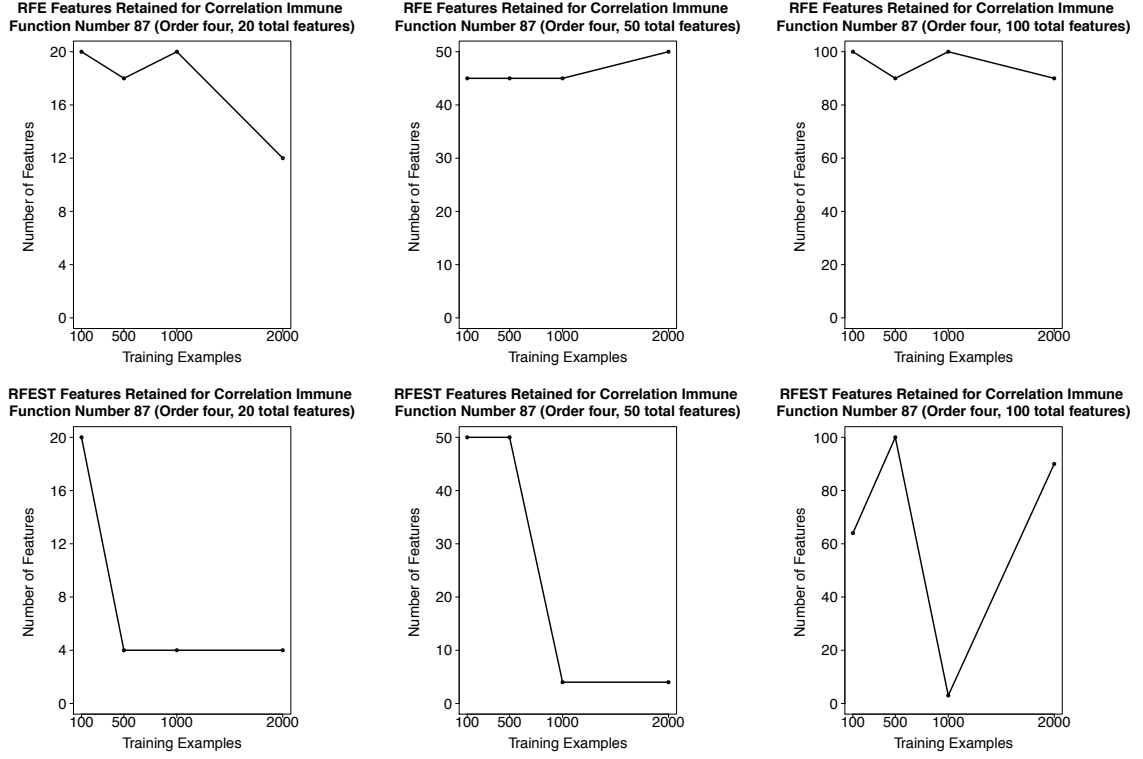 RFE Features Retained for Correlation Immune
Function Number 87 (Order four, 20 total features)
20
16
12
8
4
0
Number of Features
100 500 1000 2000
Training Examples
RFE Features Retained for Correlation Immune
Function Number 87 (Order four, 50 total features)
50
40
30
20
10
0
Number of Features
100 500 1000 2000
Training Examples
RFE Features Retained for Correlation Immune
Function Number 87 (Order four, 100 total features)
100
80
60
40
20
0
Number of Features
100 500 1000 2000
Training Examples
RFEST Features Retained for Correlation Immune
Function Number 87 (Order four, 20 total features)
20
16
12
8
4
0
Number of Features
100 500 1000 2000
Training Examples
RFEST Features Retained for Correlation Immune
Function Number 87 (Order four, 50 total features)
50
40
30
20
10
0
Number of Features
100 500 1000 2000
Training Examples
RFEST Features Retained for Correlation Immune
Function Number 87 (Order four, 100 total features)
100
80
60
40
20
0
Number of Features
100 500 1000 2000
Training Examples